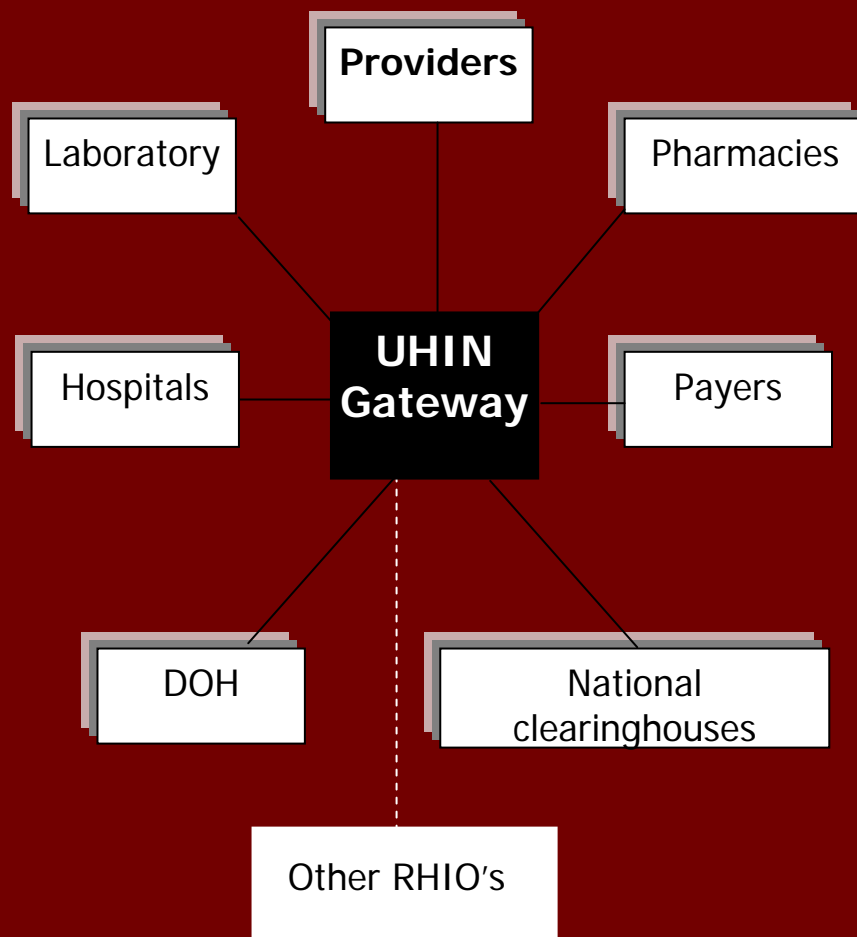 Providers
Laboratory
Pharmacies
UHIN
Gateway
Hospitals
Payers
DOH
National
clearinghouses
Other RHIO's